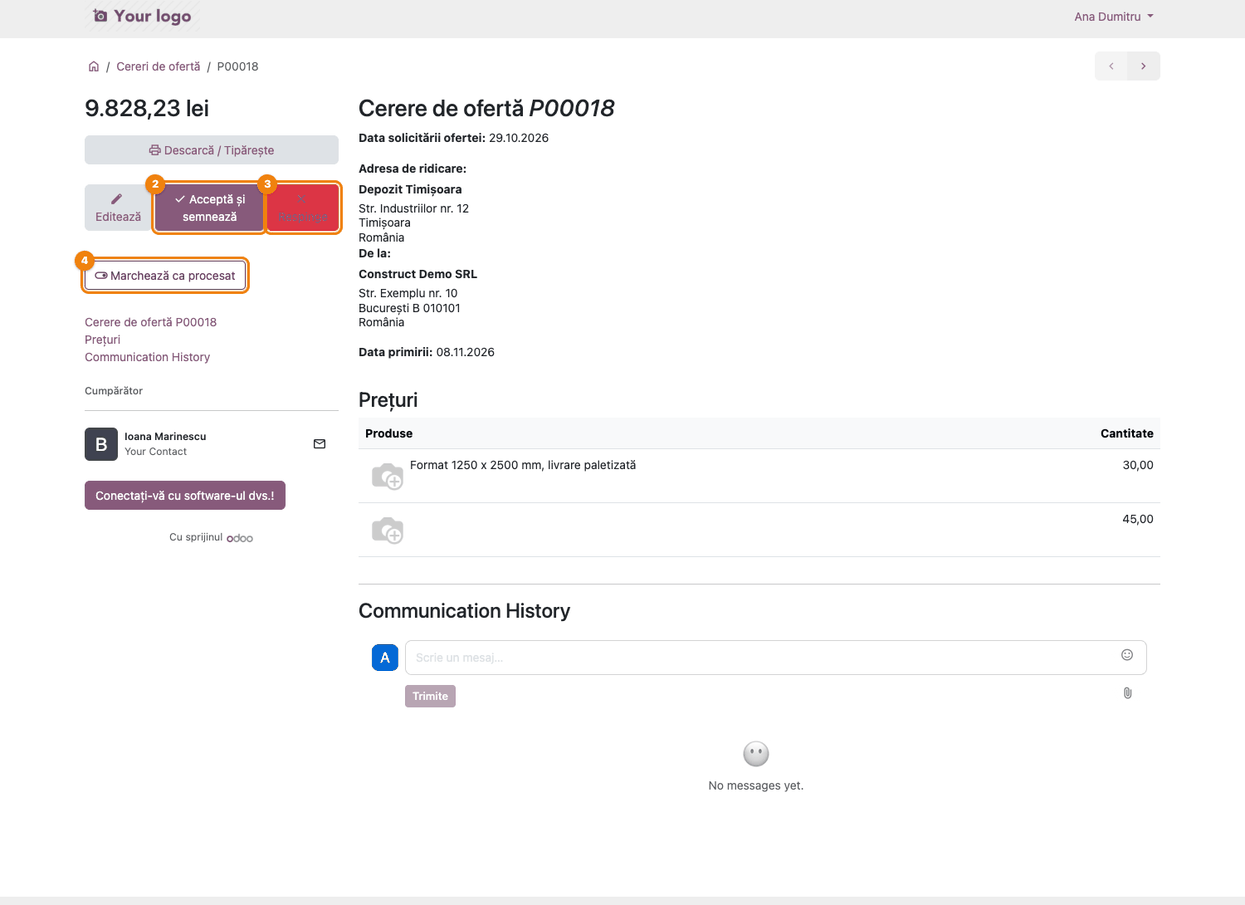 Your logo
Ana Dumitru
/ Cereri de ofertă / P00018
9.828,23 lei
Descarcă / Tipărește
2
3
Editează
Acceptă și
semnează
4
Marchează ca procesat
Cerere de ofertă P00018
Prețuri
Communication History
Cumpărător
B
Ioana Marinescu
Your Contact
Conectați-vă cu software-ul dvs.!
Cu sprijinul odoo
Cerere de ofertă P00018
Data solicitării ofertei: 29.10.2026
Adresa de ridicare:
Depozit Timișoara
Str. Industriilor nr. 12
Timișoara
România
De la:
Construct Demo SRL
Str. Exemplu nr. 10
București B 010101
România
Data primirii: 08.11.2026
Prețuri
Produse Cantitate
Format 1250 x 2500 mm, livrare paletizată 30,00
45,00
Communication History
A
Scrie un mesaj...
Trimite
No messages yet.